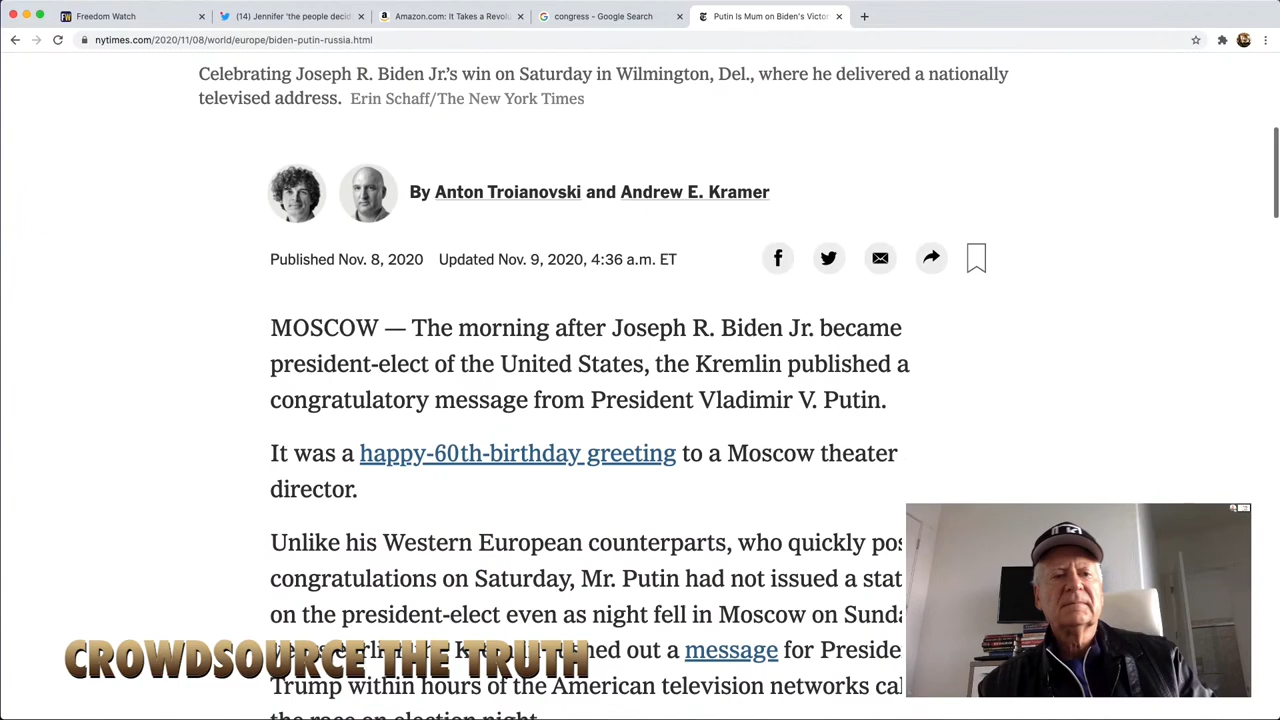 Freedom Watch
(14) Jennifer 'the people decid
Amazon.com: It Takes a Revolu
congress - Google Search
Putin Is Mum on Biden's Victor
nytimes.com/2020/11/08/world/europe/biden-putin-russia.html
Celebrating Joseph R. Biden Jr.'s win on Saturday in Wilmington, Del., where he delivered a nationally
televised address. Erin Schaff/The New York Times
By Anton Troianovski and Andrew E. Kramer
Published Nov. 8, 2020 Updated Nov. 9, 2020, 4:36 a.m. ET
MOSCOW — The morning after Joseph R. Biden Jr. became
president-elect of the United States, the Kremlin published a
congratulatory message from President Vladimir V. Putin.
It was a happy-60th-birthday greeting to a Moscow theater
director.
Unlike his Western European counterparts, who quickly pos
congratulations on Saturday, Mr. Putin had not issued a stat
on the president-elect even as night fell in Moscow on Sunda
out a message for Preside
CROWDSOURCE THE TRUTH
Trump within hours of the American television networks cal
the race on election night